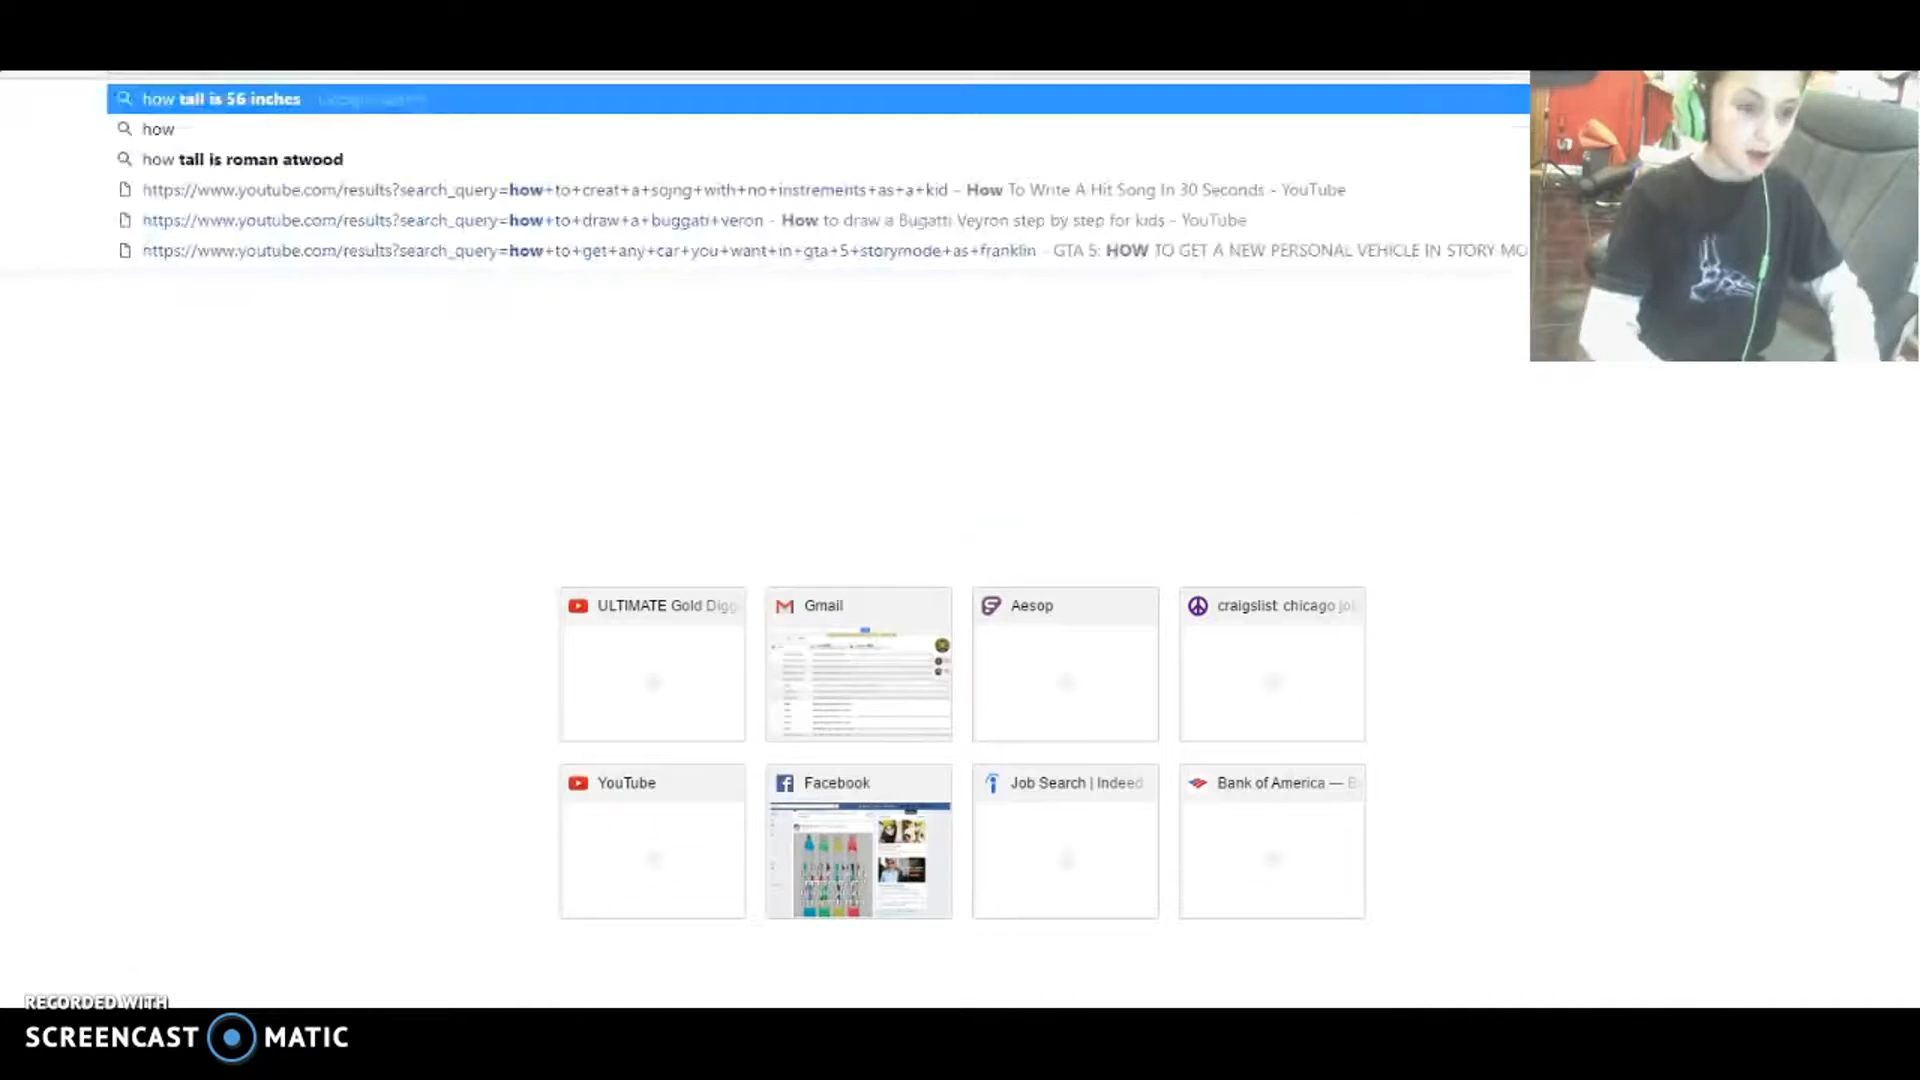 how tall is 56 inches
how
how tall is roman atwood
https://www.youtube.com/results?search_query=how+to+creat+a+sojng+with+no+instrements+as+a+kid - How To Write A Hit Song In 30 Seconds - YouTube
https://www.youtube.com/results?search_query=how+to+draw+a+buggati+veron - How to draw a Bugatti Veyron step by step for kids - YouTube
https://www.youtube.com/results?search_query=how+to+get+any+car+you+want+in+gta+5+storymode+as+franklin - GTA 5: HOW TO GET A NEW PERSONAL VEHICLE IN STORY MO
ULTIMATE Gold Digg
Gmail
Aesop
craigslist: chicago jo
YouTube
Facebook
Job Search | Indeed
Bank of America —
RECORDED WITH
SCREENCAST MATIC